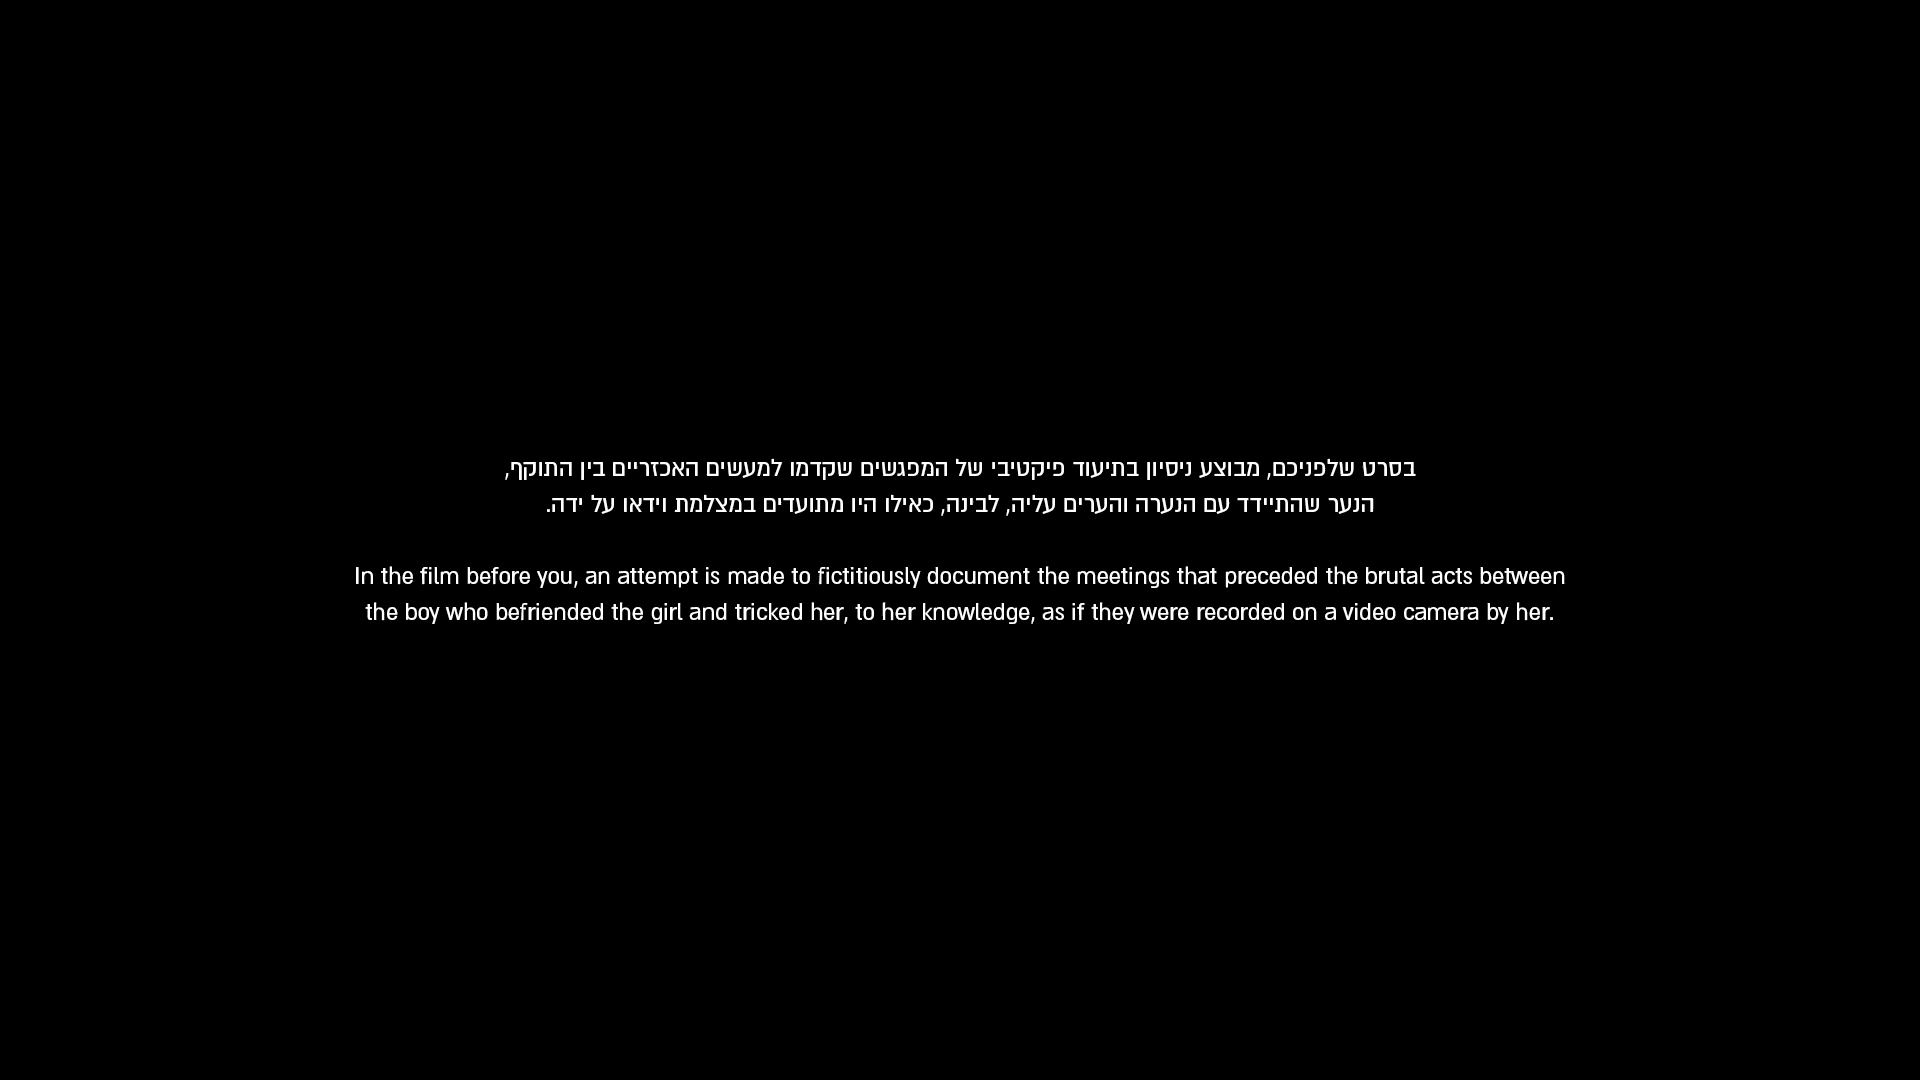 בסרט שלפניכם, מבוצע ניסיון בתיעוד פיקטיבי של המפגשים שקדמו למעשים האכזריים בין התוקף,
הנער שהתיידד עם הנערה והערים עליה, לבינה, כאילו היו מתועדים במצלמת וידאו על ידה.
In the film before you, an attempt is made to fictitiously document the meetings that preceded the brutal acts between
the boy who befriended the girl and tricked her, to her knowledge, as if they were recorded on a video camera by her.